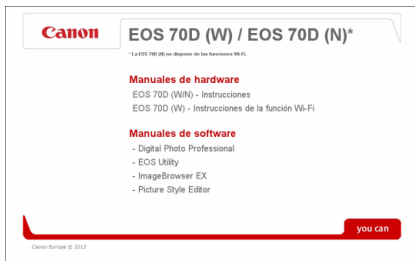 Canon
EOS 70D (W) / EOS 70D (N)*
* La EOS 70D (N) no dispone de las funciones Wi-Fi.
Manuales de hardware
EOS 70D (W/N) - Instrucciones
EOS 70D (W) - Instrucciones de la función Wi-Fi
Manuales de software
- Digital Photo Professional
- EOS Utility
- ImageBrowser EX
- Picture Style Editor
you can
Canon Europe © 2013